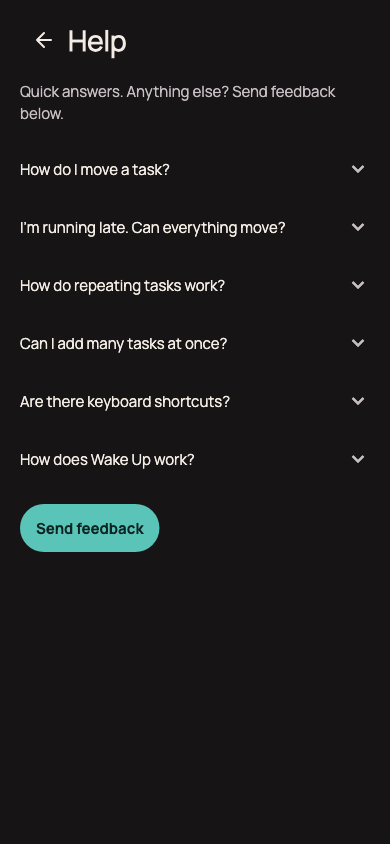 Help
Quick answers. Anything else? Send feedback
below.
How do I move a task?
I'm running late. Can everything move?
How do repeating tasks work?
Can I add many tasks at once?
Are there keyboard shortcuts?
How does Wake Up work?
Send feedback